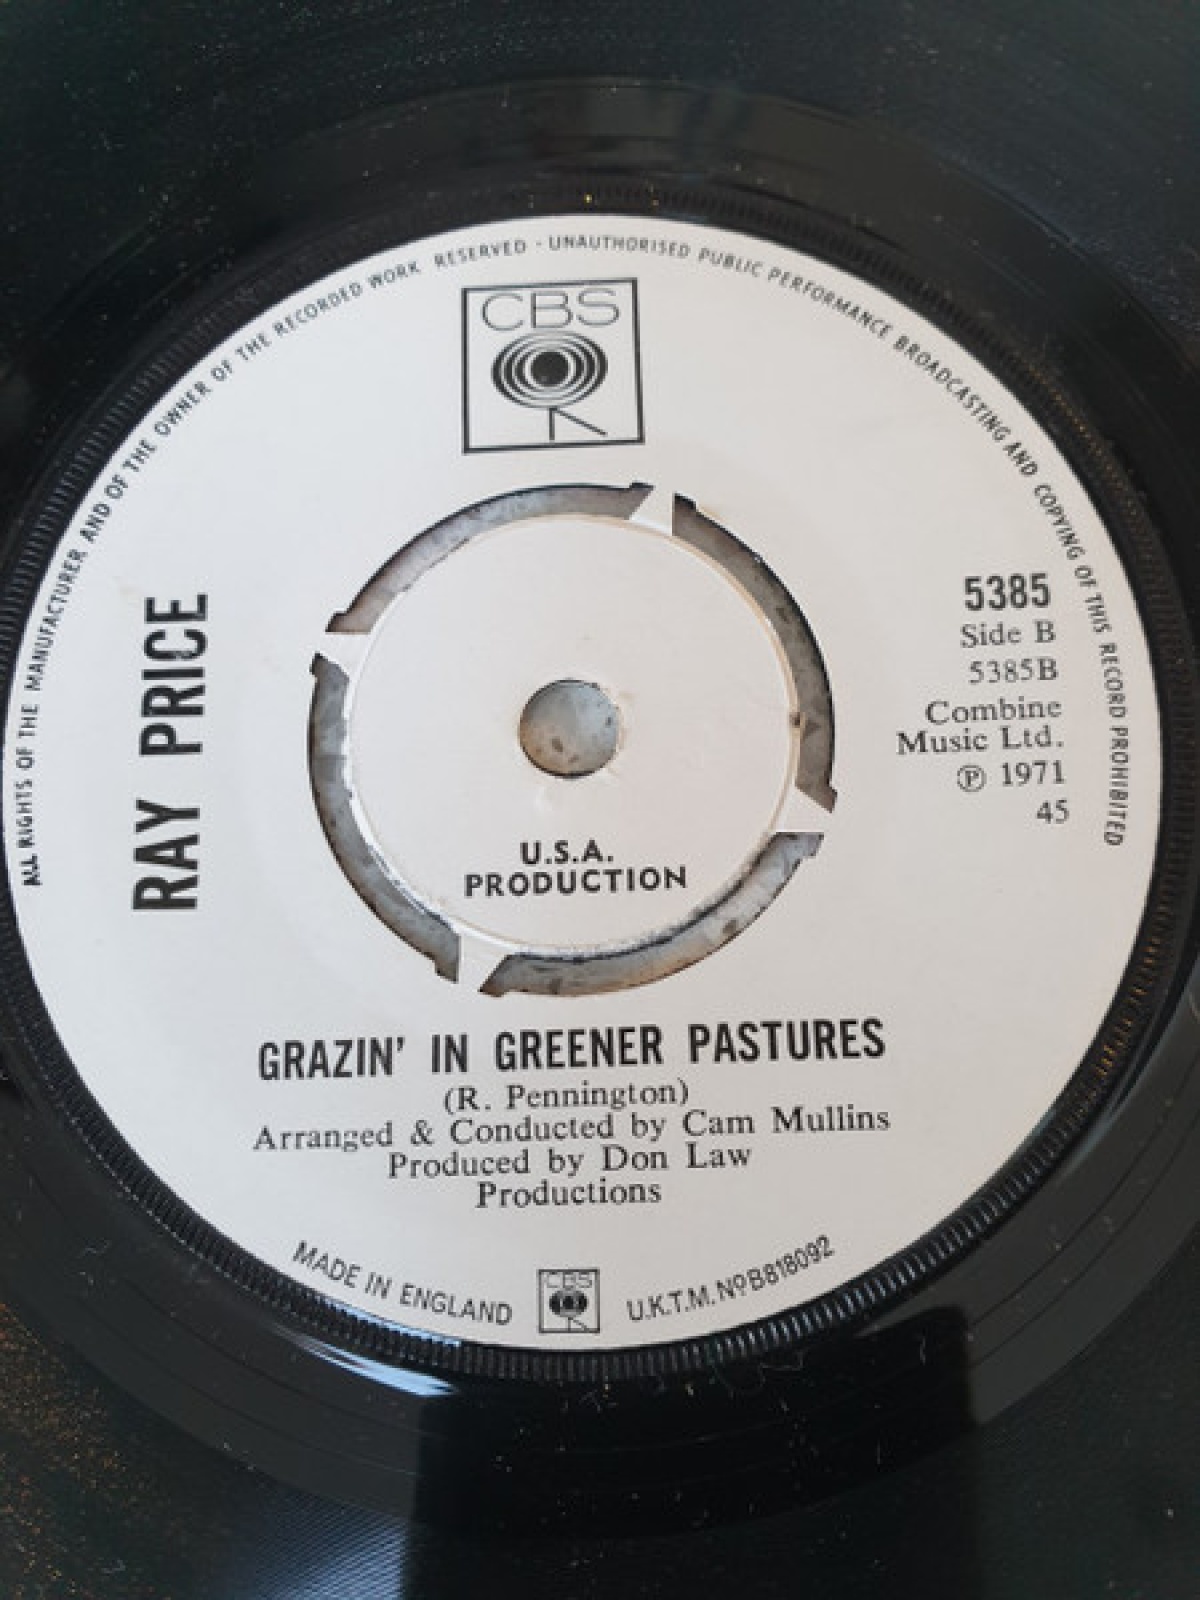 ALL RIGHTS OF THE MANUFACTURER AND OF THE OWNER OF THE RECORDED WORK RESERVED · UNAUTHORISED PUBLIC PERFORMANCE BROADCASTING AND COPYING OF THIS RECORD PROHIBITED
CBS
RAY PRICE
5385
Side B
5385B
Combine
Music Ltd.
Ⓟ 1971
45
U.S.A.
PRODUCTION
GRAZIN' IN GREENER PASTURES
(R. Pennington)
Arranged & Conducted by Cam Mullins
Produced by Don Law
Productions
MADE IN ENGLAND
CBS
U.K.T.M. Nº B818092